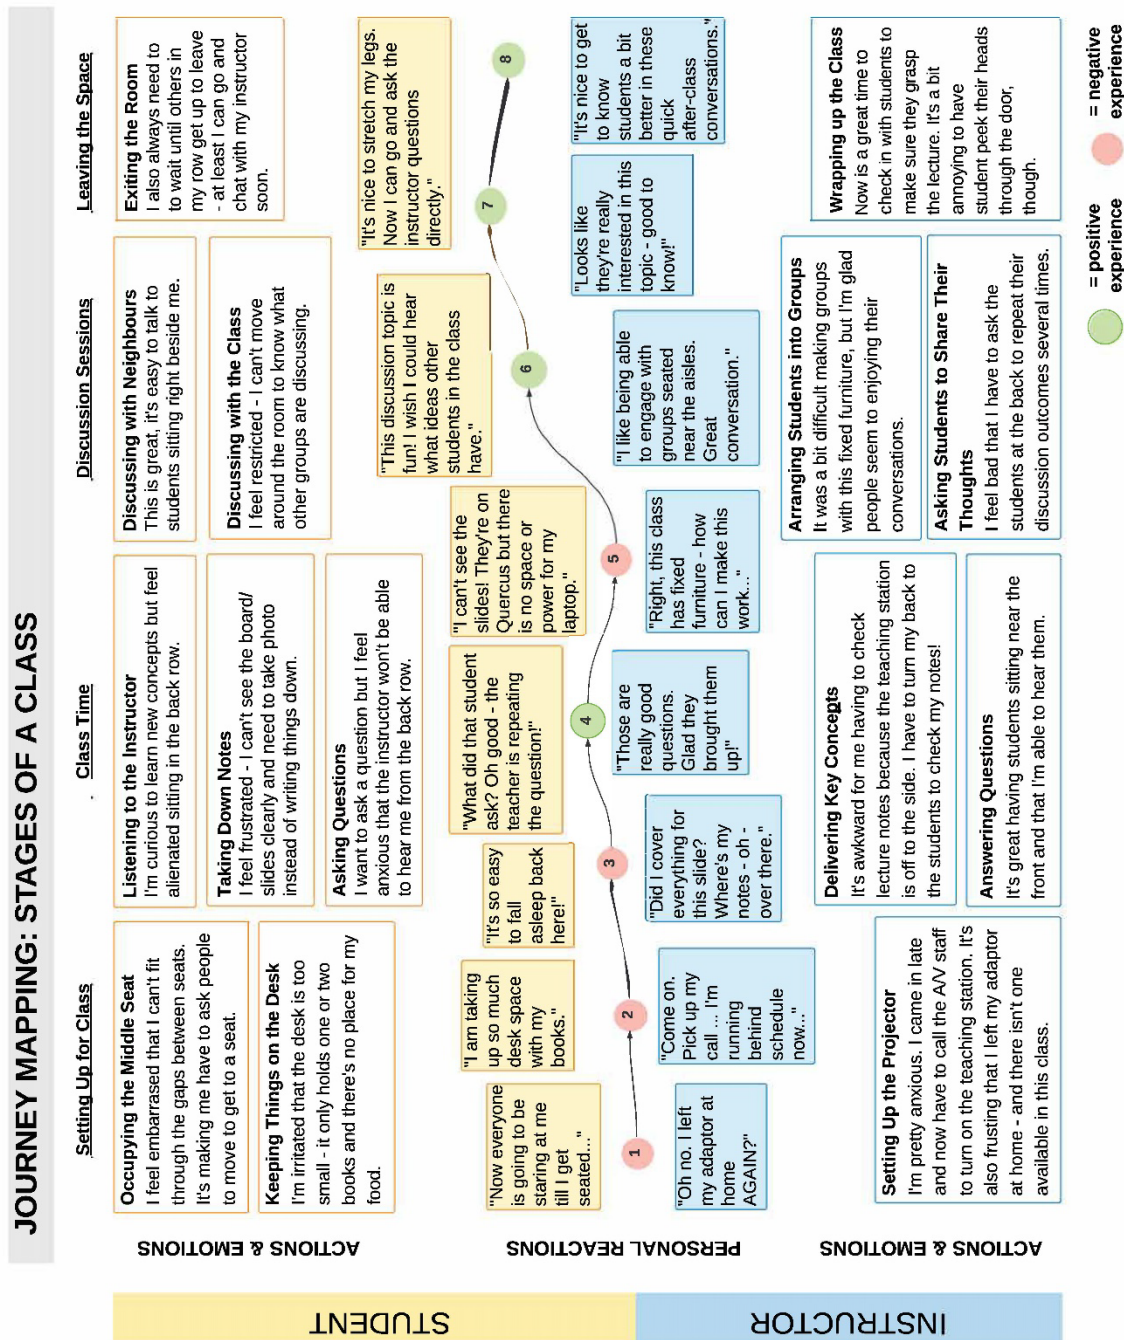 JOURNEY MAPPING: STAGES OF A CLASS
Setting Up for Class
Class Time
Discussion Sessions
Leaving the Space
STUDENT
ACTIONS & EMOTIONS
Occupying the Middle Seat
I feel embarrased that I can't fit
through the gaps between seats.
It's making me have to ask people
to move to get to a seat.
Keeping Things on the Desk
I'm irritated that the desk is too
small - it only holds one or two
books and there's no place for my
food.
Listening to the Instructor
I'm curious to learn new concepts but feel
alienated sitting in the back row.
Taking Down Notes
I feel frustrated - I can't see the board/
slides clearly and need to take photo
instead of writing things down.
Asking Questions
I want to ask a question but I feel
anxious that the instructor won't be able
to hear me from the back row.
Discussing with Neighbours
This is great, it's easy to talk to
students sitting right beside me.
Discussing with the Class
I feel restricted - I can't move
around the room to know what
other groups are discussing.
Exiting the Room
I also always need to
to wait until others in
my row get up to leave
- at least I can go and
chat with my instructor
soon.
PERSONAL REACTIONS
"Now everyone
is going to be
staring at me
till I get
seated..."
"I am taking
up so much
desk space
with my
books."
"It's so easy
to fall
asleep back
here!"
"What did that student
ask? Oh good - the
teacher is repeating
the question!"
"I can't see the
slides! They're on
Quercus but there
is no space or
power for my
laptop."
"This discussion topic is
fun! I wish I could hear
what ideas other
students in the class
have."
"It's nice to stretch my legs.
Now I can go and ask the
instructor questions
directly."
1
2
3
4
5
6
7
8
"Oh no. I left
my adaptor at
home
AGAIN?"
"Come on.
Pick up my
call ... I'm
running
behind
schedule
now..."
"Did I cover
everything for
this slide?
Where's my
notes - oh -
over there."
"Those are
really good
questions.
Glad they
brought them
up!"
"Right, this class
has fixed
furniture - how
can I make this
work..."
"I like being able
to engage with
groups seated
near the aisles.
Great
conversation."
"Looks like
they're really
interested in this
topic - good to
know!"
"It's nice to get
to know
students a bit
better in these
quick
after-class
conversations."
INSTRUCTOR
ACTIONS & EMOTIONS
Setting Up the Projector
I'm pretty anxious. I came in late
and now have to call the A/V staff
to turn on the teaching station. It's
also frusting that I left my adaptor
at home - and there isn't one
available in this class.
Delivering Key Concepts
It's awkward for me having to check
lecture notes because the teaching station
is off to the side. I have to turn my back to
the students to check my notes!
Answering Questions
It's great having students sitting near the
front and that I'm able to hear them.
Arranging Students into Groups
It was a bit difficult making groups
with this fixed furniture, but I'm glad
people seem to enjoying their
conversations.
Asking Students to Share Their
Thoughts
I feel bad that I have to ask the
students at the back to repeat their
discussion outcomes several times.
Wrapping up the Class
Now is a great time to
check in with students to
make sure they grasp
the lecture. It's a bit
annoying to have
student peek their heads
through the door,
though.
= positive
experience
= negative
experience